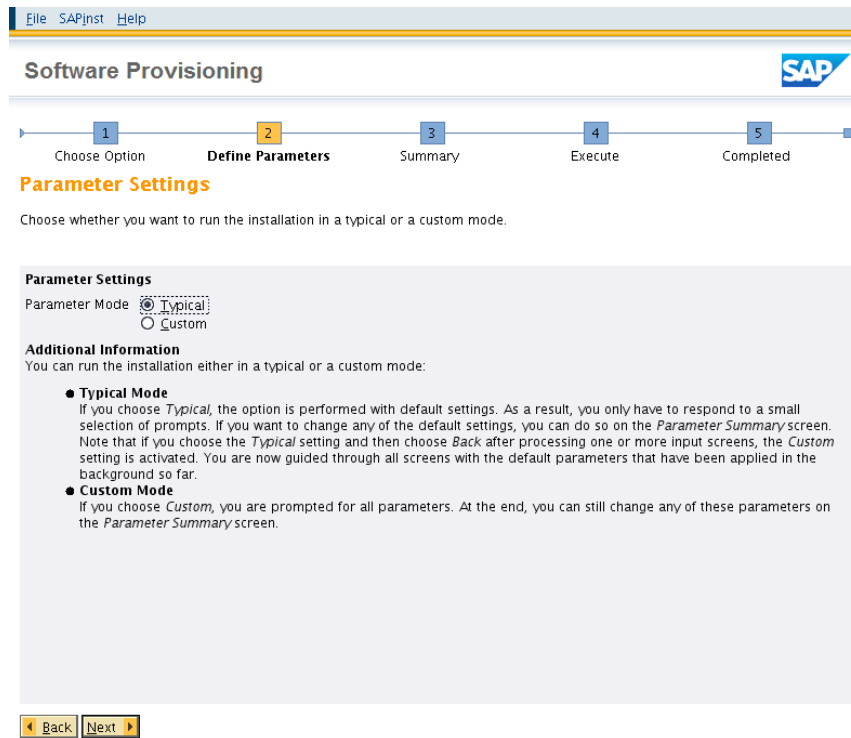 File SAPinst Help
Software Provisioning
SAP
1 2 3 4 5
Choose Option Define Parameters Summary Execute Completed
Parameter Settings
Choose whether you want to run the installation in a typical or a custom mode.
Parameter Settings
Parameter Mode Typical
Custom
Additional Information
You can run the installation either in a typical or a custom mode:
Typical Mode
If you choose Typical, the option is performed with default settings. As a result, you only have to respond to a small
selection of prompts. If you want to change any of the default settings, you can do so on the Parameter Summary screen.
Note that if you choose the Typical setting and then choose Back after processing one or more input screens, the Custom
setting is activated. You are now guided through all screens with the default parameters that have been applied in the
background so far.
Custom Mode
If you choose Custom, you are prompted for all parameters. At the end, you can still change any of these parameters on
the Parameter Summary screen.
Back Next